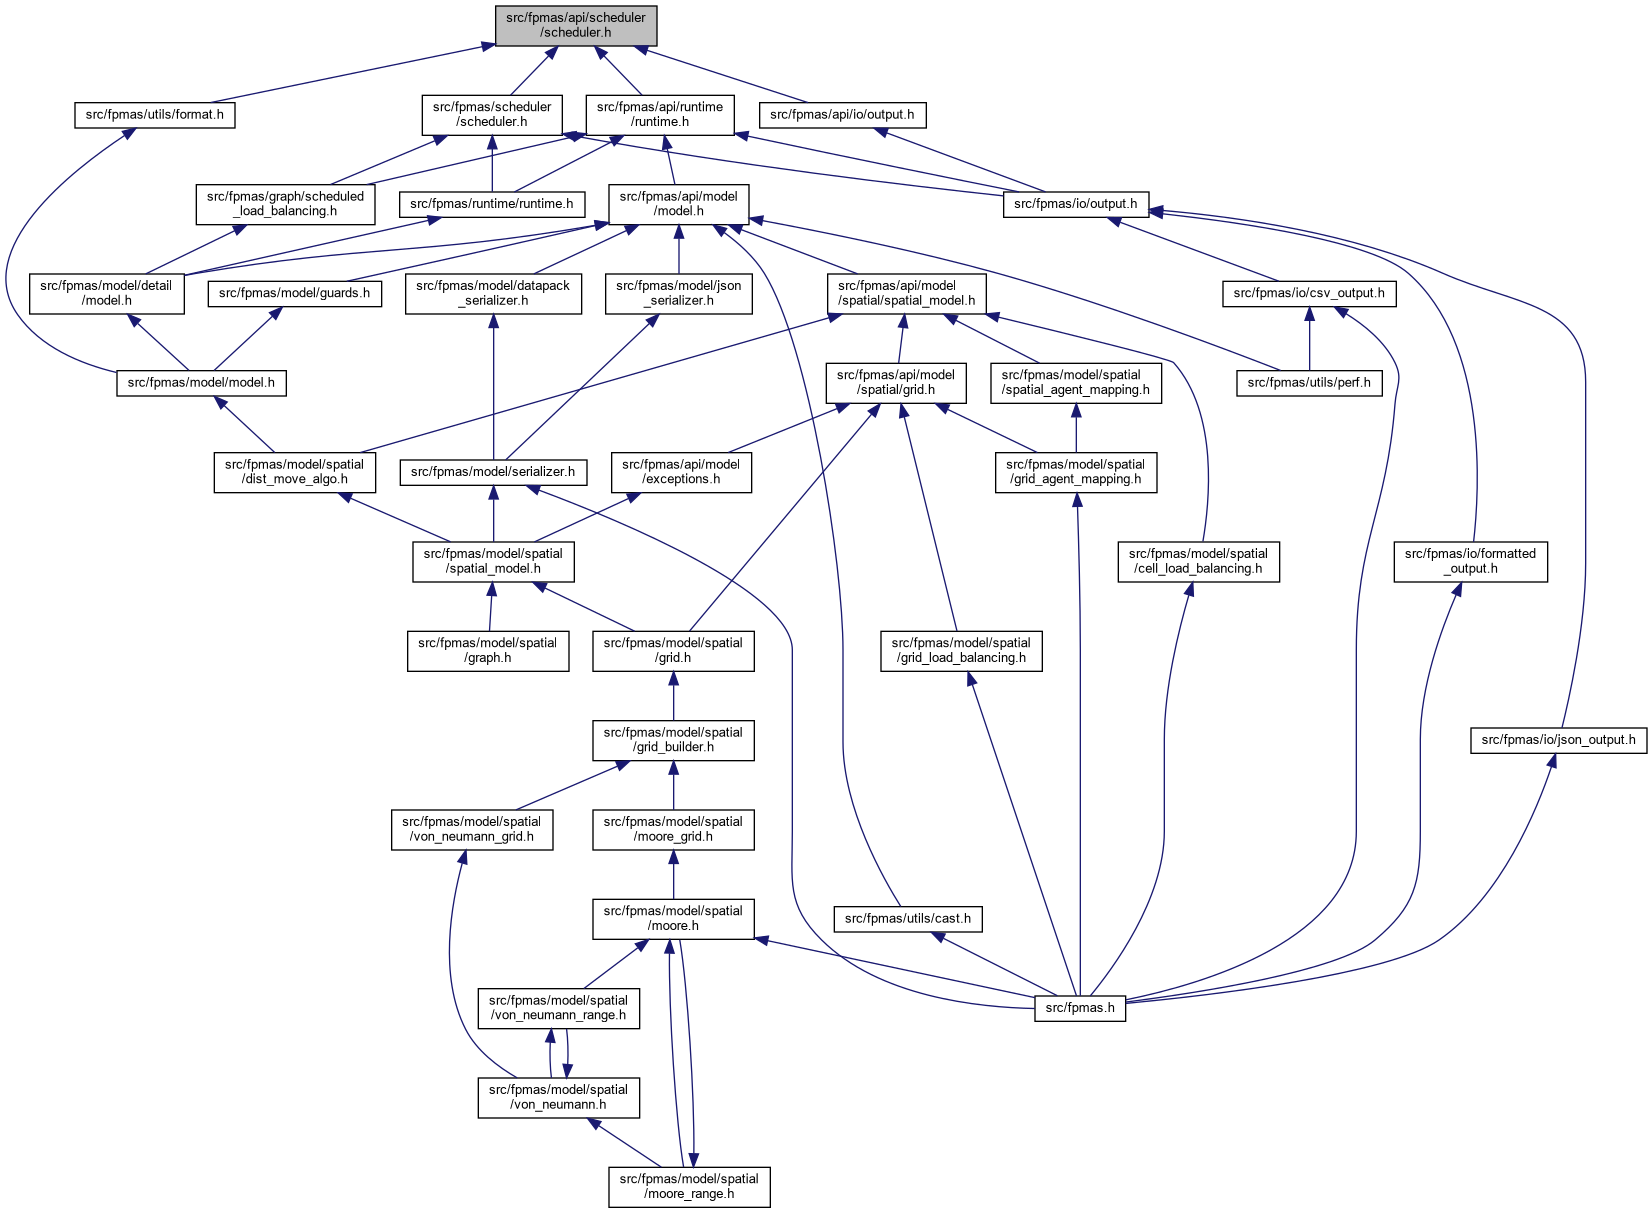 src/fpmas/api/scheduler
/scheduler.h
src/fpmas/utils/format.h
src/fpmas/scheduler
/scheduler.h
src/fpmas/api/runtime
/runtime.h
src/fpmas/api/io/output.h
src/fpmas/graph/scheduled
_load_balancing.h
src/fpmas/runtime/runtime.h
src/fpmas/api/model
/model.h
src/fpmas/io/output.h
src/fpmas/model/detail
/model.h
src/fpmas/model/guards.h
src/fpmas/model/datapack
_serializer.h
src/fpmas/model/json
_serializer.h
src/fpmas/api/model
/spatial/spatial_model.h
src/fpmas/io/csv_output.h
src/fpmas/model/model.h
src/fpmas/api/model
/spatial/grid.h
src/fpmas/model/spatial
/spatial_agent_mapping.h
src/fpmas/utils/perf.h
src/fpmas/model/spatial
/dist_move_algo.h
src/fpmas/model/serializer.h
src/fpmas/api/model
/exceptions.h
src/fpmas/model/spatial
/grid_agent_mapping.h
src/fpmas/model/spatial
/spatial_model.h
src/fpmas/model/spatial
/cell_load_balancing.h
src/fpmas/io/formatted
_output.h
src/fpmas/model/spatial
/graph.h
src/fpmas/model/spatial
/grid.h
src/fpmas/model/spatial
/grid_load_balancing.h
src/fpmas/model/spatial
/grid_builder.h
src/fpmas/io/json_output.h
src/fpmas/model/spatial
/von_neumann_grid.h
src/fpmas/model/spatial
/moore_grid.h
src/fpmas/model/spatial
/moore.h
src/fpmas/utils/cast.h
src/fpmas/model/spatial
/von_neumann_range.h
src/fpmas.h
src/fpmas/model/spatial
/von_neumann.h
src/fpmas/model/spatial
/moore_range.h